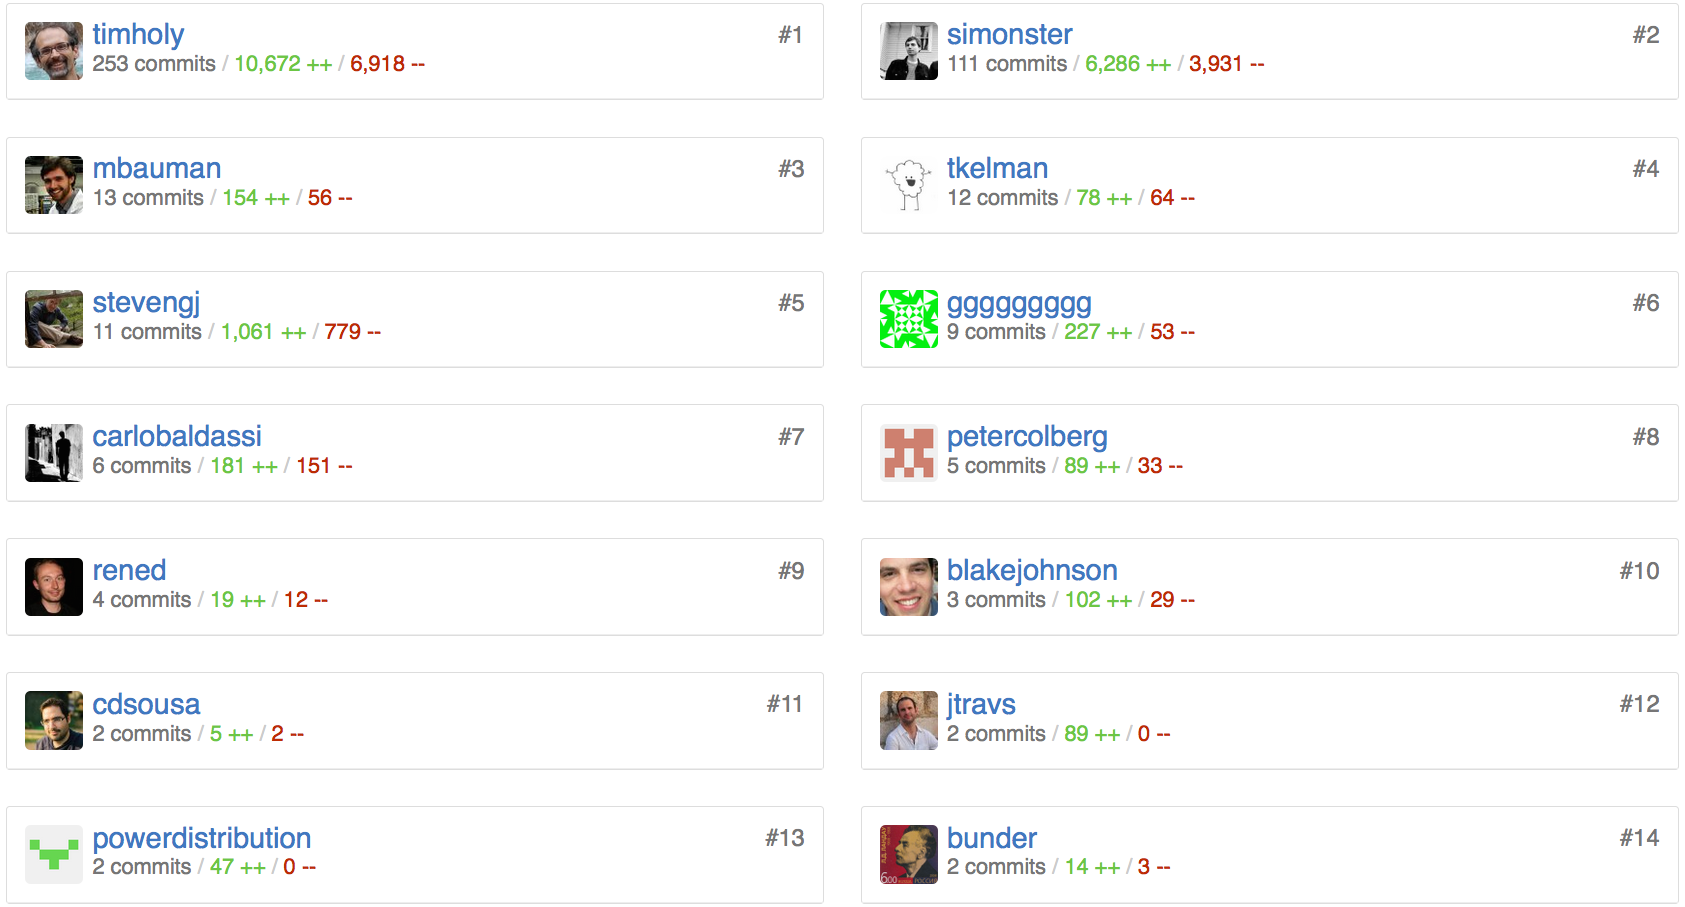 timholy #1
253 commits / 10,672 ++ / 6,918 --
simonster #2
111 commits / 6,286 ++ / 3,931 --
mbauman #3
13 commits / 154 ++ / 56 --
tkelman #4
12 commits / 78 ++ / 64 --
stevengj #5
11 commits / 1,061 ++ / 779 --
ggggggggg #6
9 commits / 227 ++ / 53 --
carlobaldassi #7
6 commits / 181 ++ / 151 --
petercolberg #8
5 commits / 89 ++ / 33 --
rened #9
4 commits / 19 ++ / 12 --
blakejohnson #10
3 commits / 102 ++ / 29 --
cdsousa #11
2 commits / 5 ++ / 2 --
jtravs #12
2 commits / 89 ++ / 0 --
powerdistribution #13
2 commits / 47 ++ / 0 --
bunder #14
2 commits / 14 ++ / 3 --
600
РОССИЯ